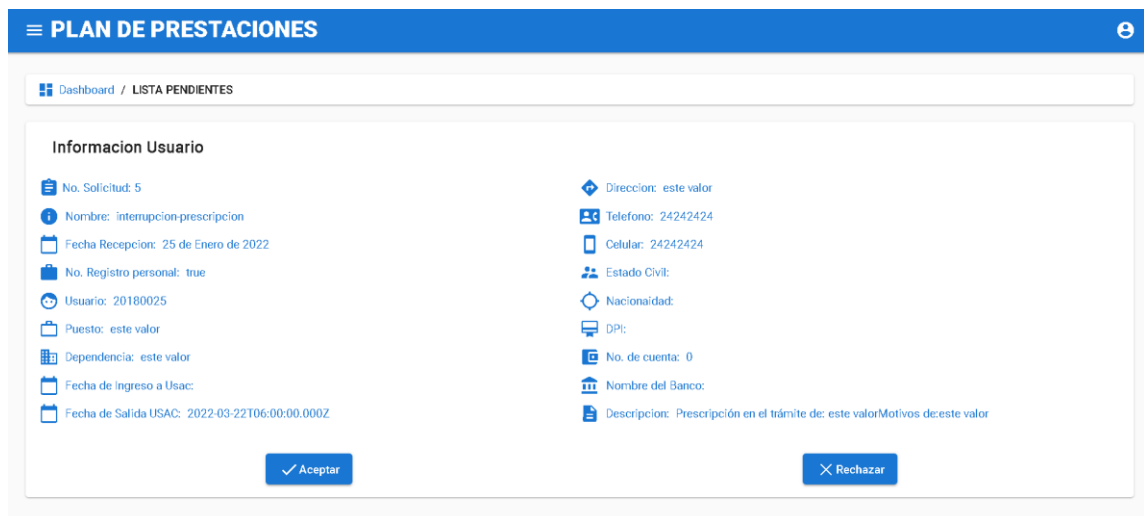 PLAN DE PRESTACIONES
Dashboard / LISTA PENDIENTES
Informacion Usuario
No. Solicitud: 5
Nombre: interrupcion-prescripcion
Fecha Recepcion: 25 de Enero de 2022
No. Registro personal: true
Usuario: 20180025
Puesto: este valor
Dependencia: este valor
Fecha de Ingreso a Usac:
Fecha de Salida USAC: 2022-03-22T06:00:00.000Z
Direccion: este valor
Telefono: 24242424
Celular: 24242424
Estado Civil:
Nacionaidad:
DPI:
No. de cuenta: 0
Nombre del Banco:
Descripcion: Prescripción en el trámite de: este valorMotivos de:este valor
Aceptar
Rechazar